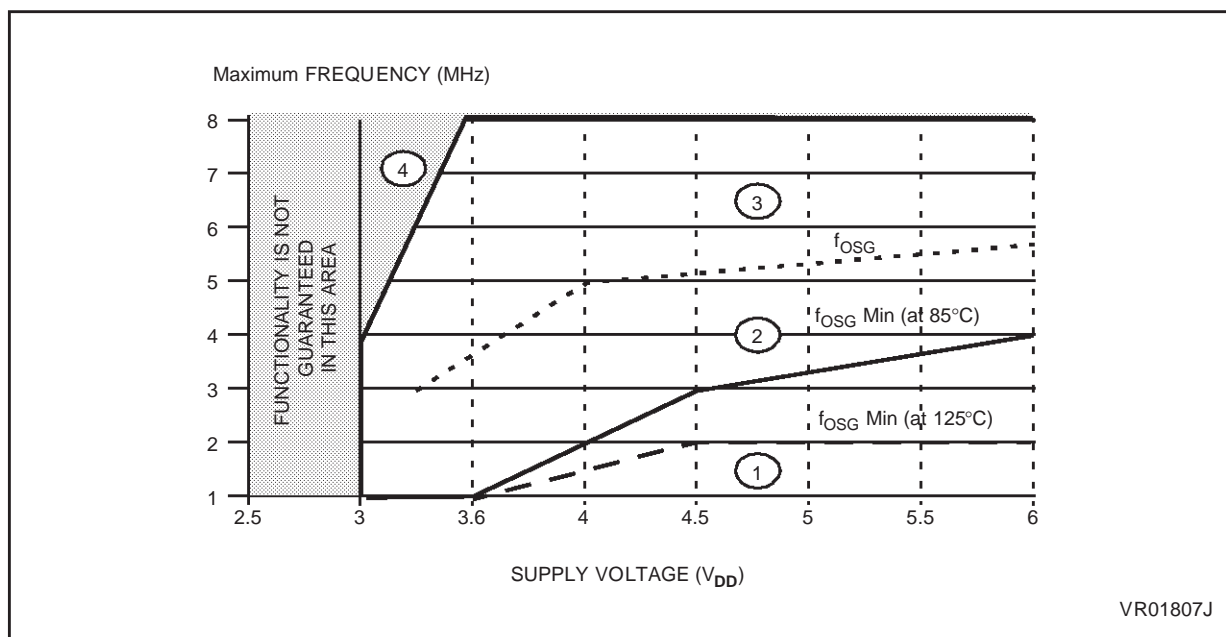 Maximum FREQUENCY (MHz)
8
7
6
5
4
3
2
1
FUNCTIONALITY IS NOT
GUARANTEED
IN THIS AREA
4
3
fOSG
2
fOSG Min (at 85°C)
fOSG Min (at 125°C)
1
2.5 3 3.6 4 4.5 5 5.5 6
SUPPLY VOLTAGE (VDD)
VR01807J